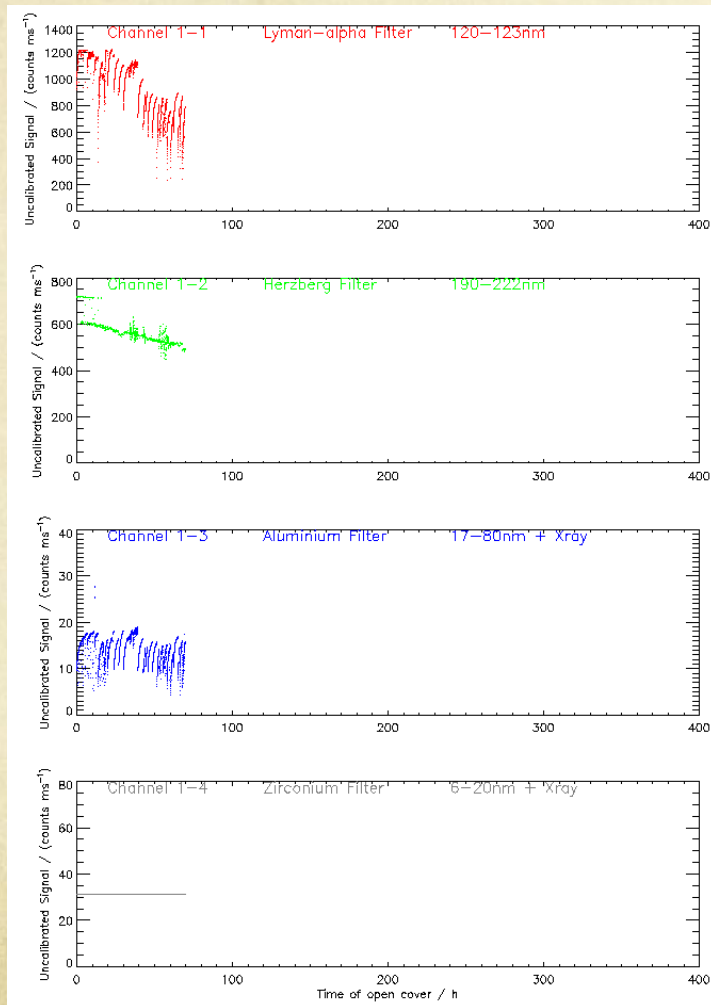 Channel 1-1 Lyman-alpha Filter 120-123nm
Uncalibrated Signal / (counts ms⁻¹)
1400
1200
1000
800
600
400
200
0
0 100 200 300 400
Channel 1-2 Herzberg Filter 190-222nm
Uncalibrated Signal / (counts ms⁻¹)
800
600
400
200
0
0 100 200 300 400
Channel 1-3 Aluminium Filter 17-80nm + Xray
Uncalibrated Signal / (counts ms⁻¹)
40
30
20
10
0
0 100 200 300 400
Channel 1-4 Zirconium Filter 6-20nm + Xray
Uncalibrated Signal / (counts ms⁻¹)
80
60
40
20
0
0 100 200 300 400
Time of open cover / h